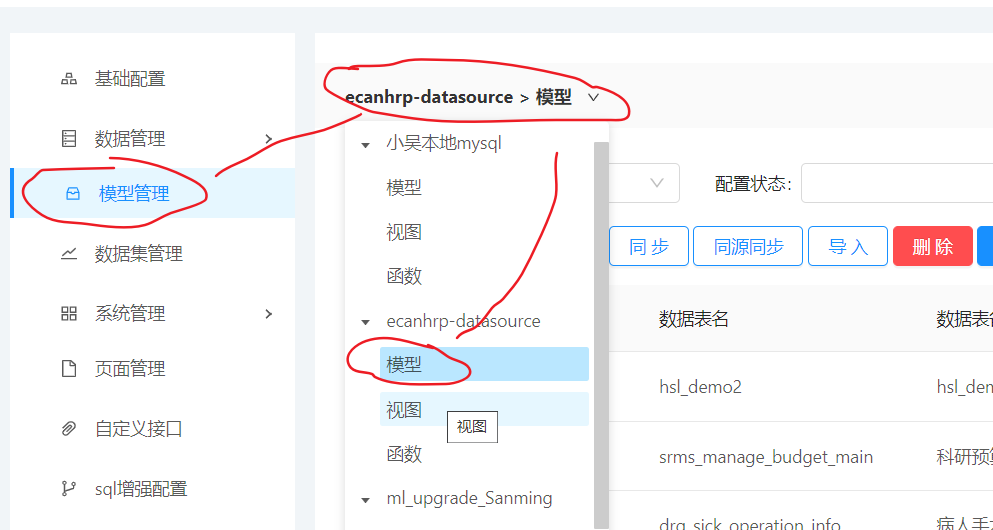 基础配置
数据管理
模型管理
数据集管理
系统管理
页面管理
自定义接口
sql增强配置
ecanhrp-datasource > 模型
小吴本地mysql
模型
视图
函数
ecanhrp-datasource
模型
视图
视图
函数
ml_upgrade_Sanming
配置状态:
同 步
同源同步
导 入
删 除
数据表名
数据表
hsl_demo2
hsl_der
srms_manage_budget_main
科研预
drg_sick_operation_info
病人手